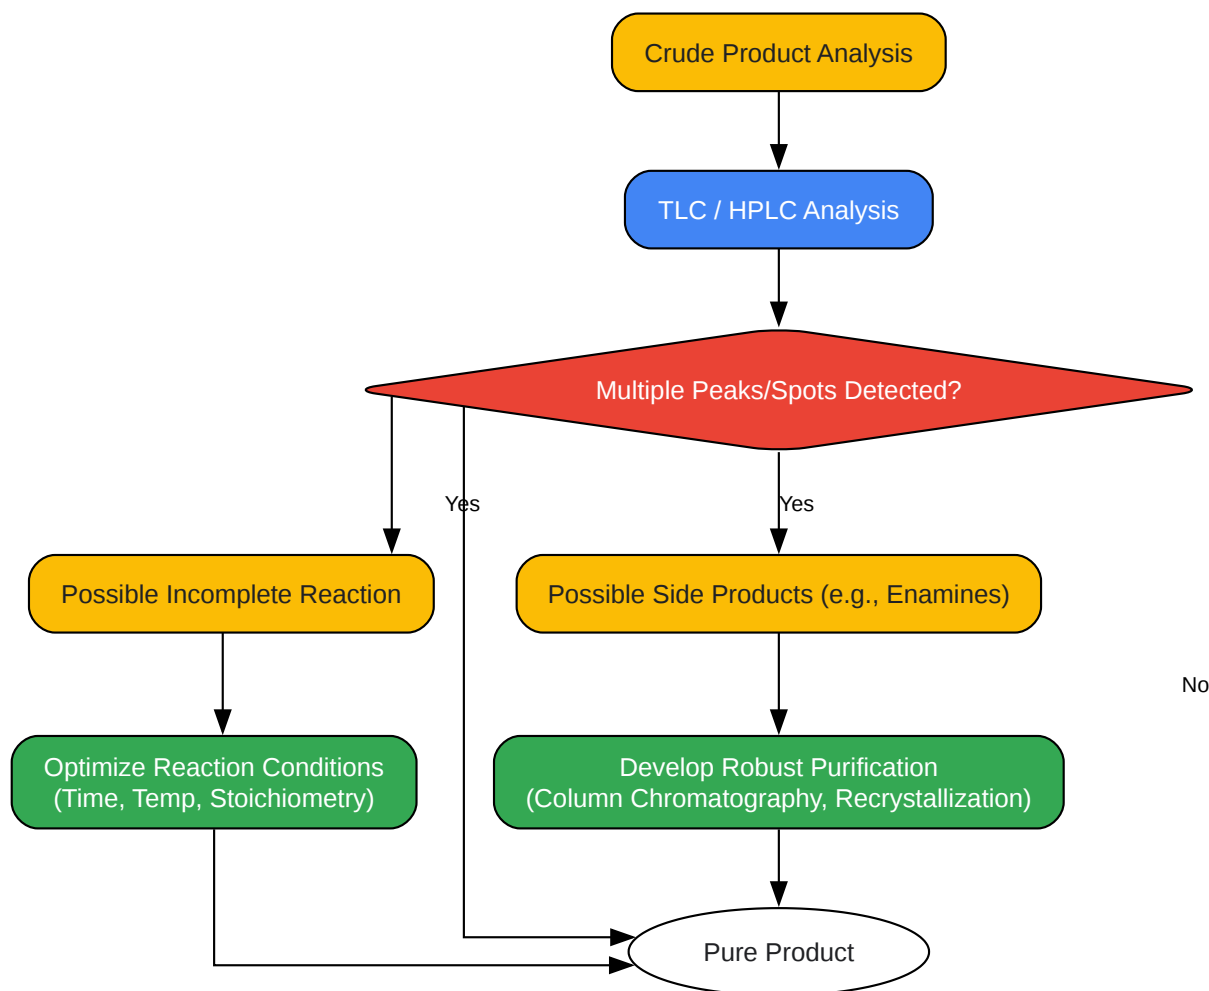 Crude Product Analysis
TLC / HPLC Analysis
Multiple Peaks/Spots Detected?
Yes
Yes
Possible Incomplete Reaction
Possible Side Products (e.g., Enamines)
No
Optimize Reaction Conditions
(Time, Temp, Stoichiometry)
Develop Robust Purification
(Column Chromatography, Recrystallization)
Pure Product